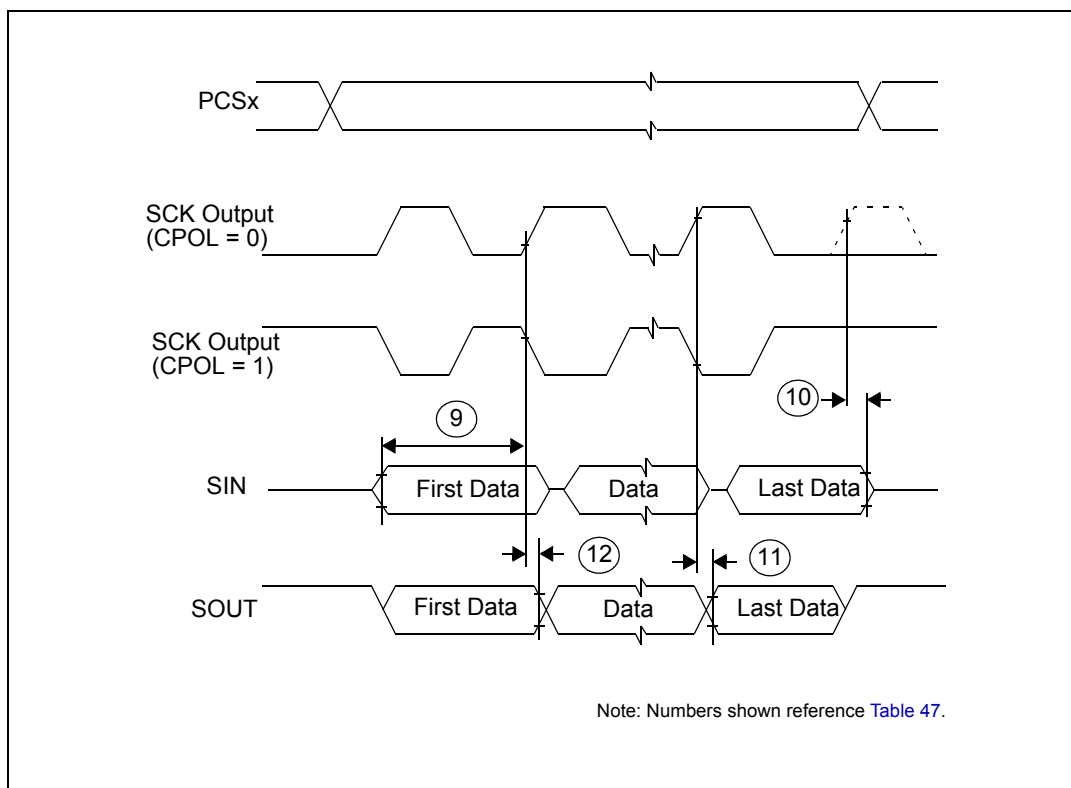 PCSx
SCK Output
(CPOL = 0)
SCK Output
(CPOL = 1)
10
9
SIN
First Data
Data
Last Data
12
11
SOUT
First Data
Data
Last Data
Note: Numbers shown reference Table 47.